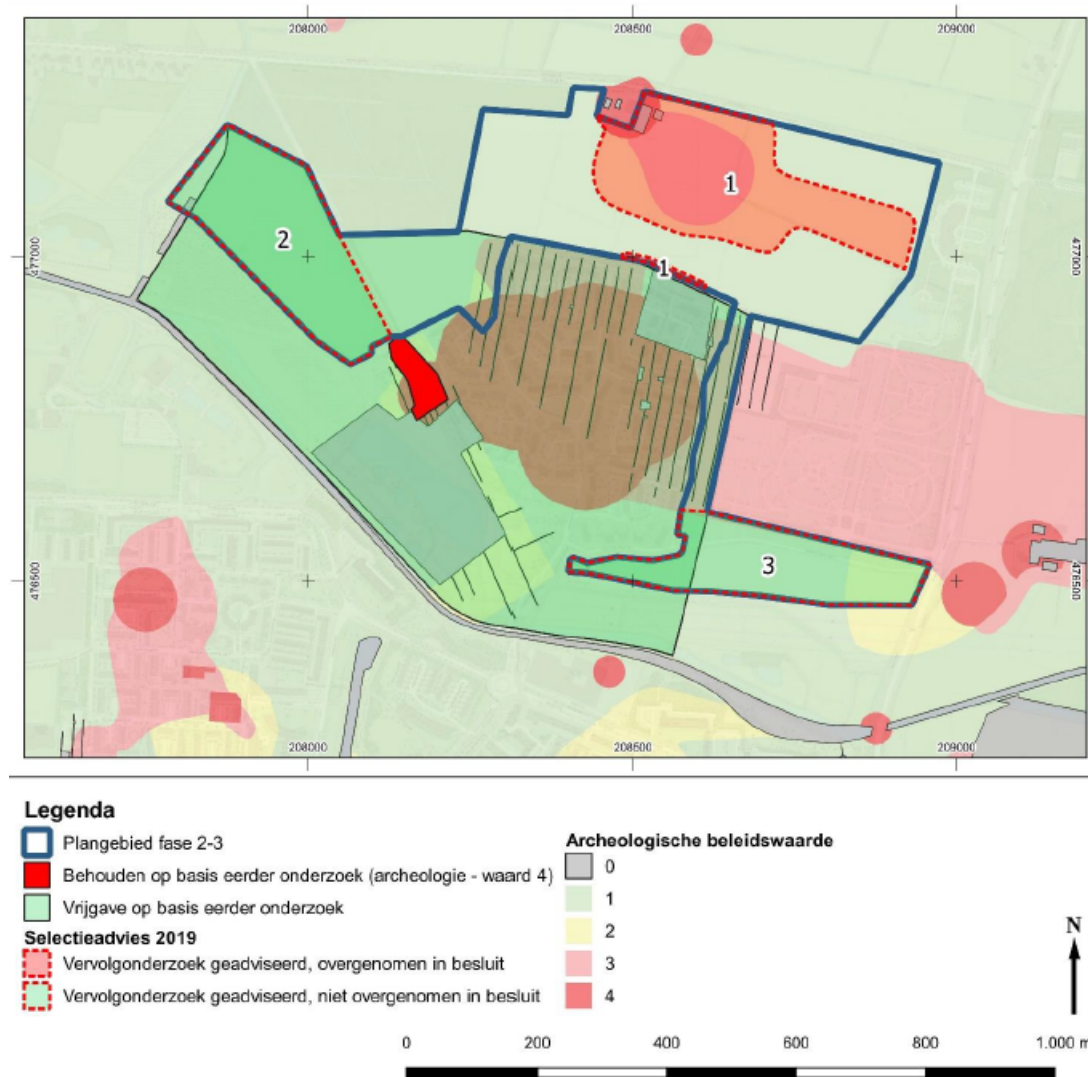 208000 208500 209000
1
2
477000 477000
1
3
476500 476500
208000 208500 209000
Legenda
Plangebied fase 2-3
Behouden op basis eerder onderzoek (archeologie - waard 4)
Vrijgave op basis eerder onderzoek
Selectieadvies 2019
Vervolgonderzoek geadviseerd, overgenomen in besluit
Vervolgonderzoek geadviseerd, niet overgenomen in besluit
Archeologische beleidswaarde
0
1
2
3
4
N
0 200 400 600 800 1.000 m